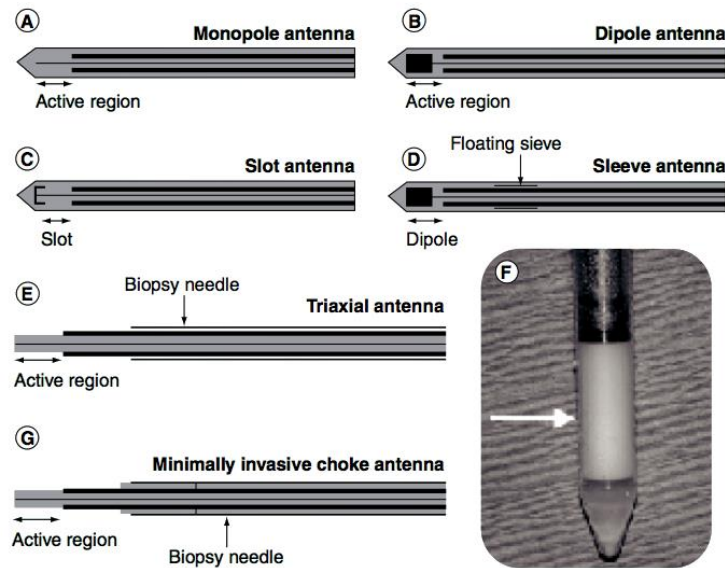 A
Monopole antenna
Active region
B
Dipole antenna
Active region
C
Slot antenna
Slot
D
Floating sieve
Sleeve antenna
Dipole
E
Biopsy needle
Triaxial antenna
Active region
F
G
Minimally invasive choke antenna
Active region
Biopsy needle